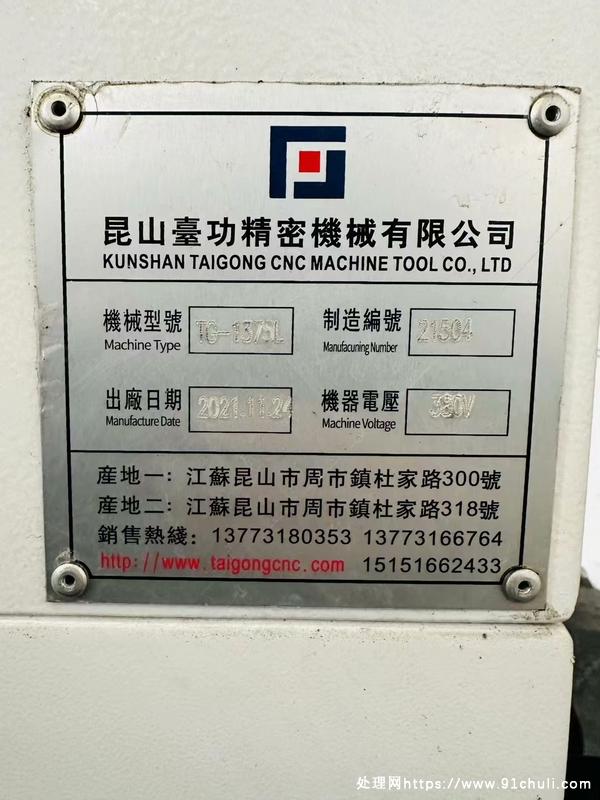 昆山臺功精密機械有限公司
KUNSHAN TAIGONG CNC MACHINE TOOL CO., LTD
機械型號 TG-1375L 制造編號 21504
Machine Type Manufacuning Number
出廠日期 2021.11.24 機器電壓 380V
Manufacture Date Machine Voltage
産地一: 江蘇昆山市周市鎮杜家路300號
産地二: 江蘇昆山市周市鎮杜家路318號
銷售熱綫: 13773180353 13773166764
http://www.taigongcnc.com 15151662433
处理网https://www.91chuli.com